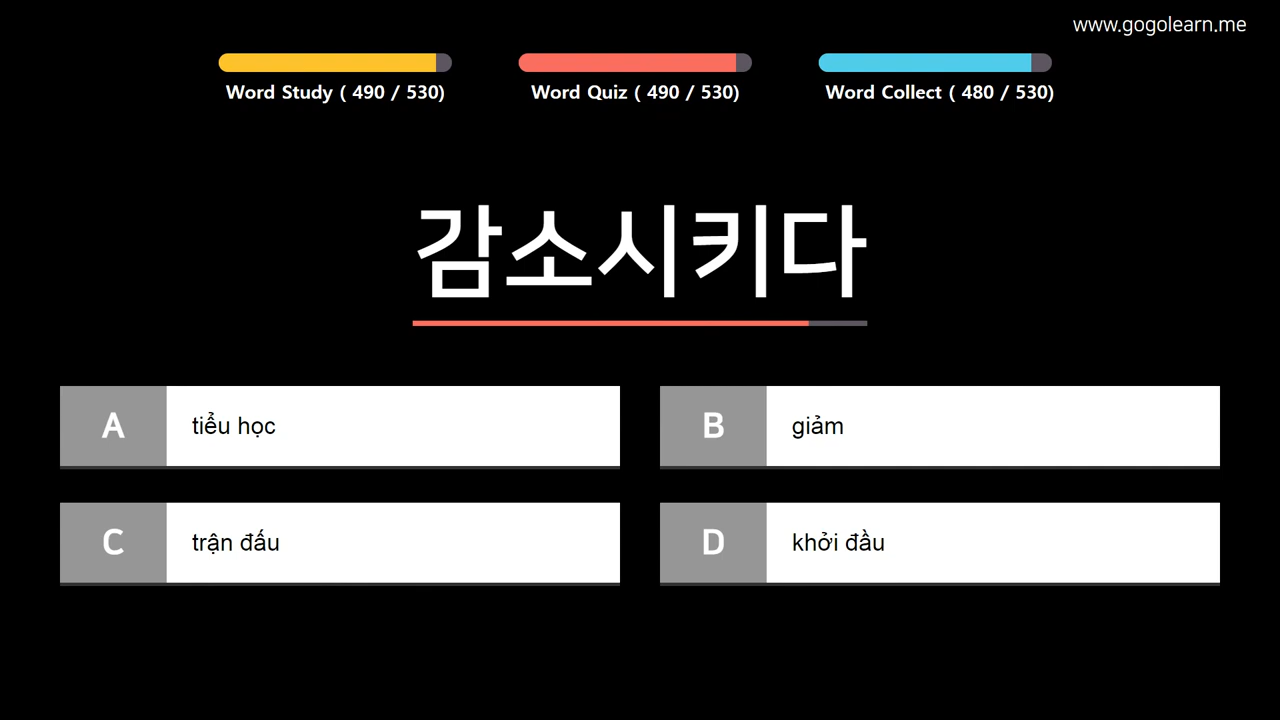 www.gogolearn.me
Word Study ( 490 / 530)
Word Quiz ( 490 / 530)
Word Collect ( 480 / 530)
감소시키다
A tiểu học
B giảm
C trận đấu
D khởi đầu